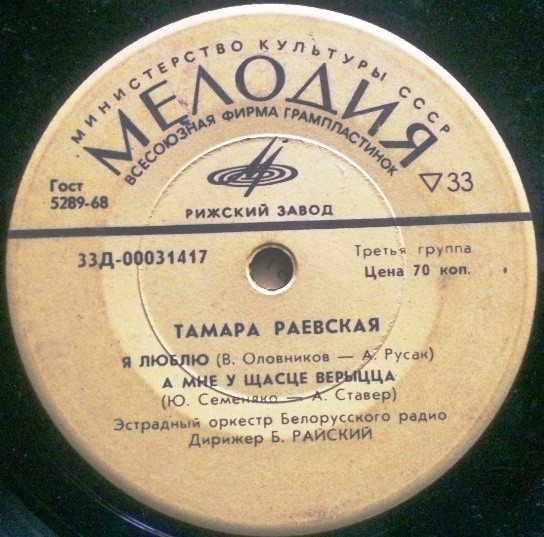 МИНИСТЕРСТВО КУЛЬТУРЫ СССР
МЕЛОДИЯ
ВСЕСОЮЗНАЯ ФИРМА ГРАМПЛАСТИНОК
Гост
5289-68
▽33
РИЖСКИЙ ЗАВОД
33Д-00031417
Третья группа
Цена 70 коп.
ТАМАРА РАЕВСКАЯ
Я ЛЮБЛЮ (В. Оловников — А. Русак)
А МНЕ У ЩАСЦЕ ВЕРЫЦЦА
(Ю. Семеняко — А. Ставер)
Эстрадный оркестр Белорусского радио
Дирижер Б. РАЙСКИЙ